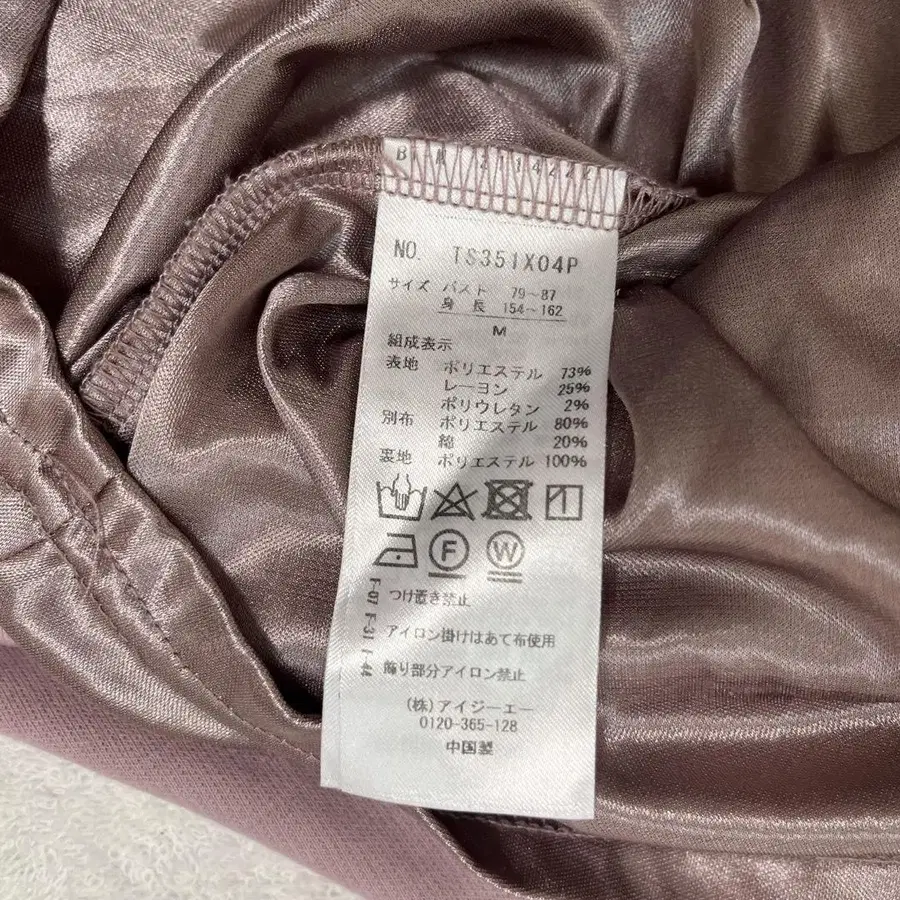 NO. TS351X04P
サイズ バスト 79～87
身長 154～162
M
組成表示
表地 ポリエステル 73%
レーヨン 25%
ポリウレタン 2%
別布 ポリエステル 80%
綿 20%
裏地 ポリエステル 100%
F
W
つけ置き禁止
アイロン掛けはあて布使用
飾り部分アイロン禁止
(株)アイジーエー
0120-365-128
中国製